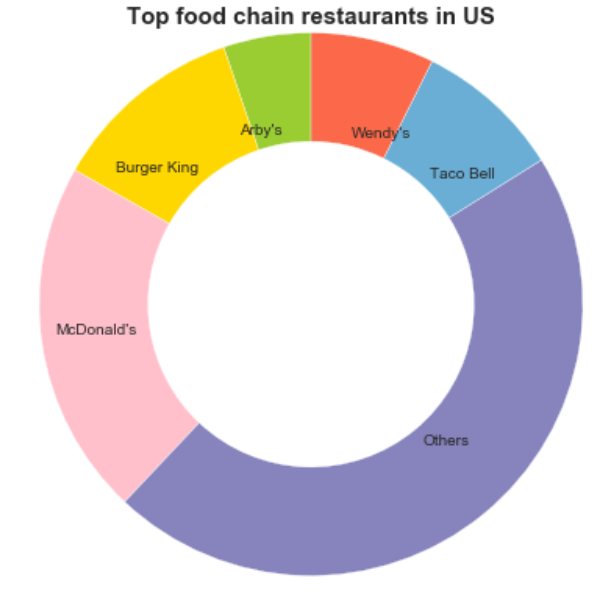 Top food chain restaurants in US
Arby's
Wendy's
Burger King
Taco Bell
McDonald's
Others